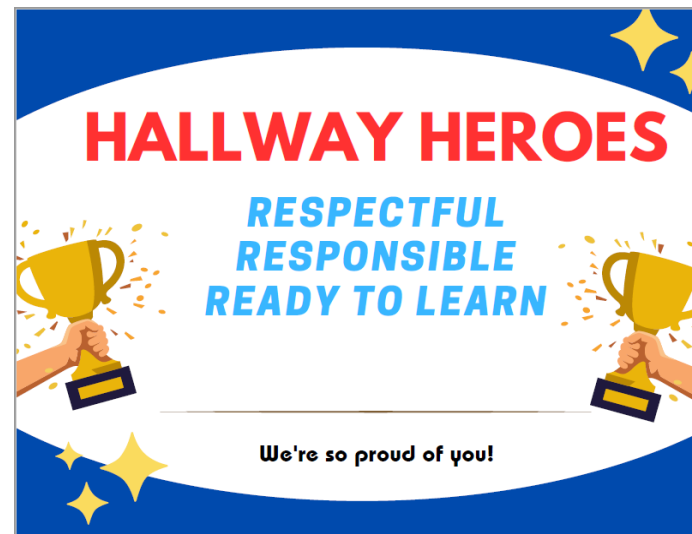 HALLWAY HEROES
RESPECTFUL
RESPONSIBLE
READY TO LEARN
We're so proud of you!